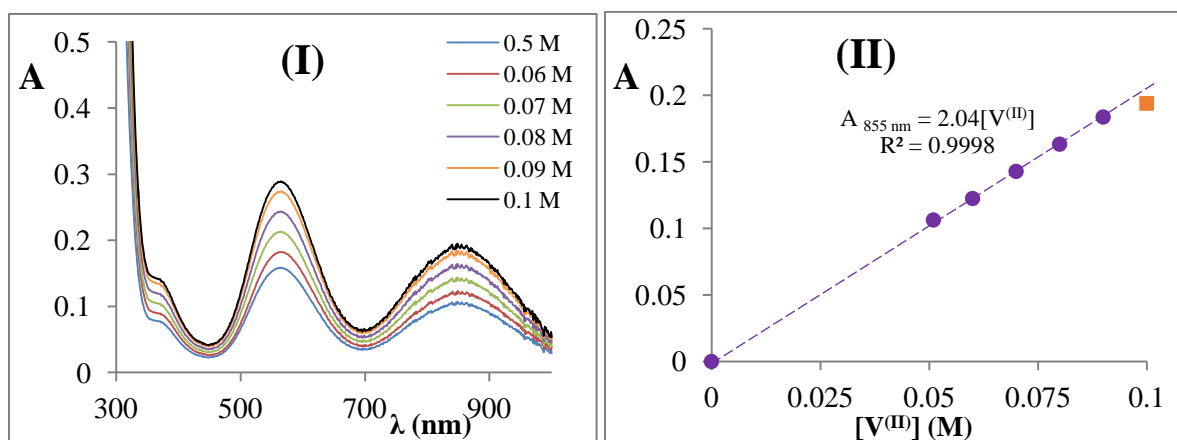 (I)
A
0.5
0.4
0.3
0.2
0.1
0
300
500
700
900
λ (nm)
0.5 M
0.06 M
0.07 M
0.08 M
0.09 M
0.1 M
(II)
A
0.25
0.2
0.15
0.1
0.05
0
0
0.025
0.05
0.075
0.1
[V(II)] (M)
A 855 nm = 2.04[V(II)]
R² = 0.9998